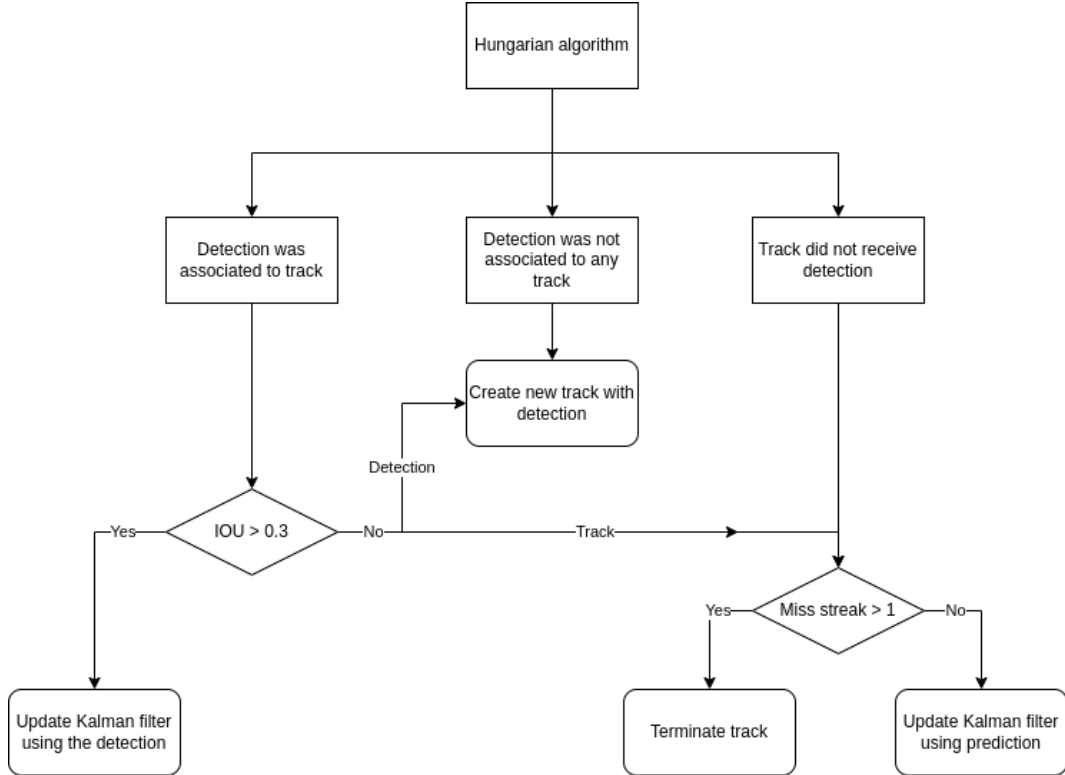 Hungarian algorithm
Detection was
associated to track
Detection was not
associated to any
track
Track did not receive
detection
Create new track with
detection
Detection
Yes
IOU > 0.3
No
Track
Yes
Miss streak > 1
No
Update Kalman filter
using the detection
Terminate track
Update Kalman filter
using prediction